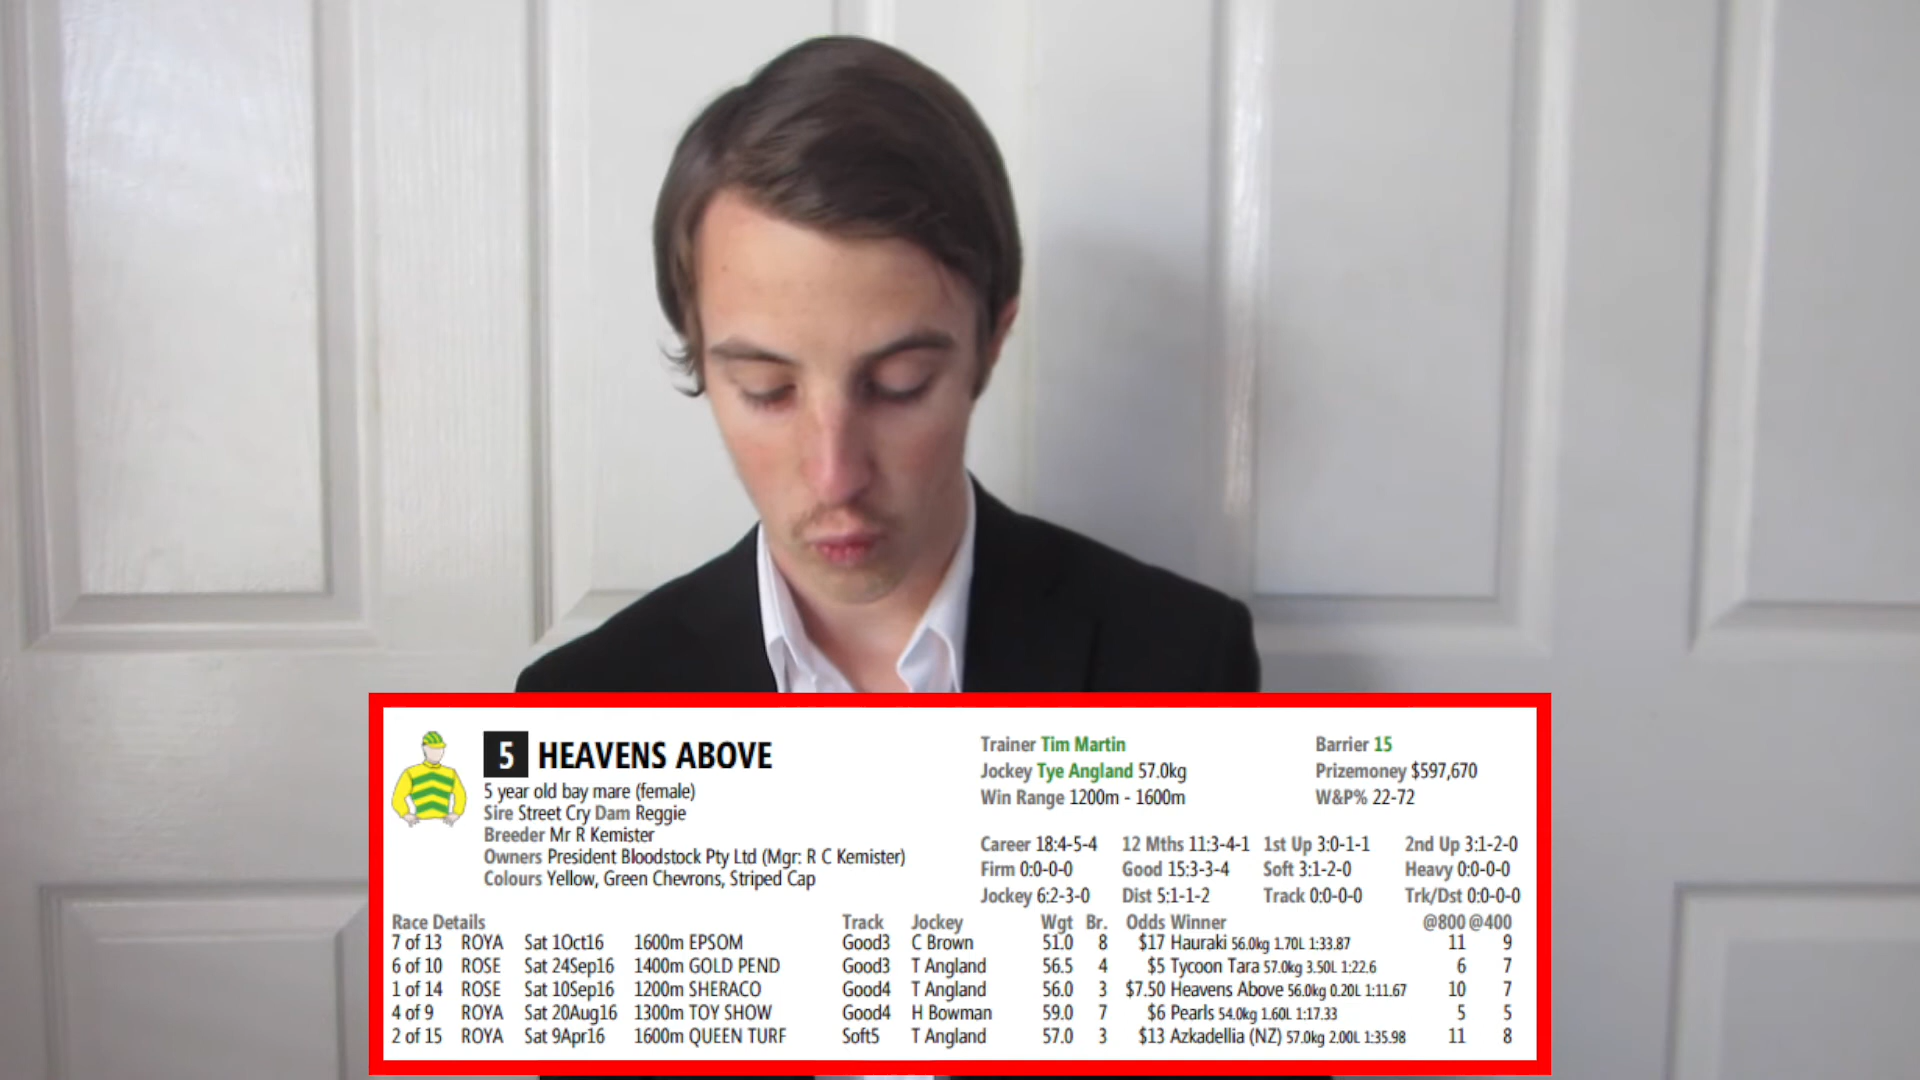 5 HEAVENS ABOVE
5 year old bay mare (female)
Sire Street Cry Dam Reggie
Breeder Mr R Kemister
Owners President Bloodstock Pty Ltd (Mgr: R C Kemister)
Colours Yellow, Green Chevrons, Striped Cap
Trainer Tim Martin
Jockey Tye Angland 57.0kg
Win Range 1200m - 1600m
Barrier 15
Prizemoney $597,670
W&P% 22-72
Career 18:4-5-4 12 Mths 11:3-4-1 1st Up 3:0-1-1 2nd Up 3:1-2-0
Firm 0:0-0-0 Good 15:3-3-4 Soft 3:1-2-0 Heavy 0:0-0-0
Jockey 6:2-3-0 Dist 5:1-1-2 Track 0:0-0-0 Trk/Dst 0:0-0-0
Race Details Track Jockey Wgt Br. Odds Winner @800 @400
7 of 13 ROYA Sat 1Oct16 1600m EPSOM Good3 C Brown 51.0 8 $17 Hauraki 56.0kg 1.70L 1:33.87 11 9
6 of 10 ROSE Sat 24Sep16 1400m GOLD PEND Good3 T Angland 56.5 4 $5 Tycoon Tara 57.0kg 3.50L 1:22.6 6 7
1 of 14 ROSE Sat 10Sep16 1200m SHERACO Good4 T Angland 56.0 3 $7.50 Heavens Above 56.0kg 0.20L 1:11.67 10 7
4 of 9 ROYA Sat 20Aug16 1300m TOY SHOW Good4 H Bowman 59.0 7 $6 Pearls 54.0kg 1.60L 1:17.33 5 5
2 of 15 ROYA Sat 9Apr16 1600m QUEEN TURF Soft5 T Angland 57.0 3 $13 Azkadellia (NZ) 57.0kg 2.00L 1:35.98 11 8